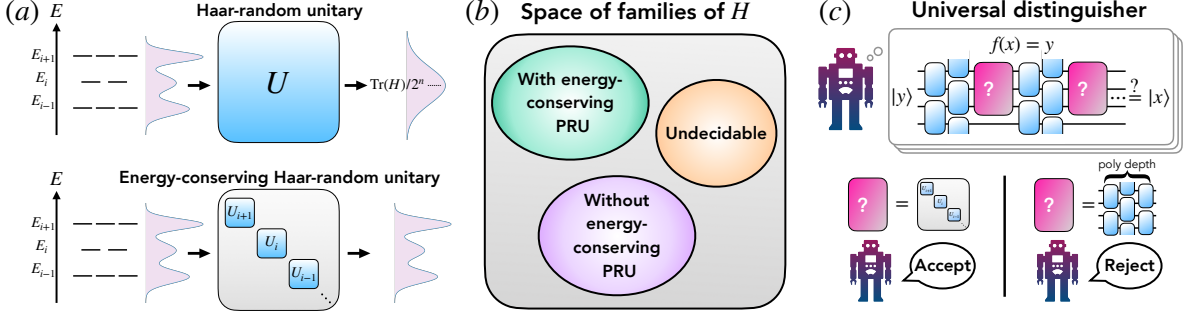 (a)
E
Haar-random unitary
E_{i+1}
E_i
E_{i−1}
U
Tr(H)/2^n
E
Energy-conserving Haar-random unitary
E_{i+1}
E_i
E_{i−1}
U_{i+1}
U_i
U_{i−1}
(b)
Space of families of H
With energy-
conserving
PRU
Undecidable
Without
energy-
conserving
PRU
(c)
Universal distinguisher
f(x) = y
|y⟩
?
?
... =? |x⟩
poly depth
?
=
U_i
?
=
Accept
Reject